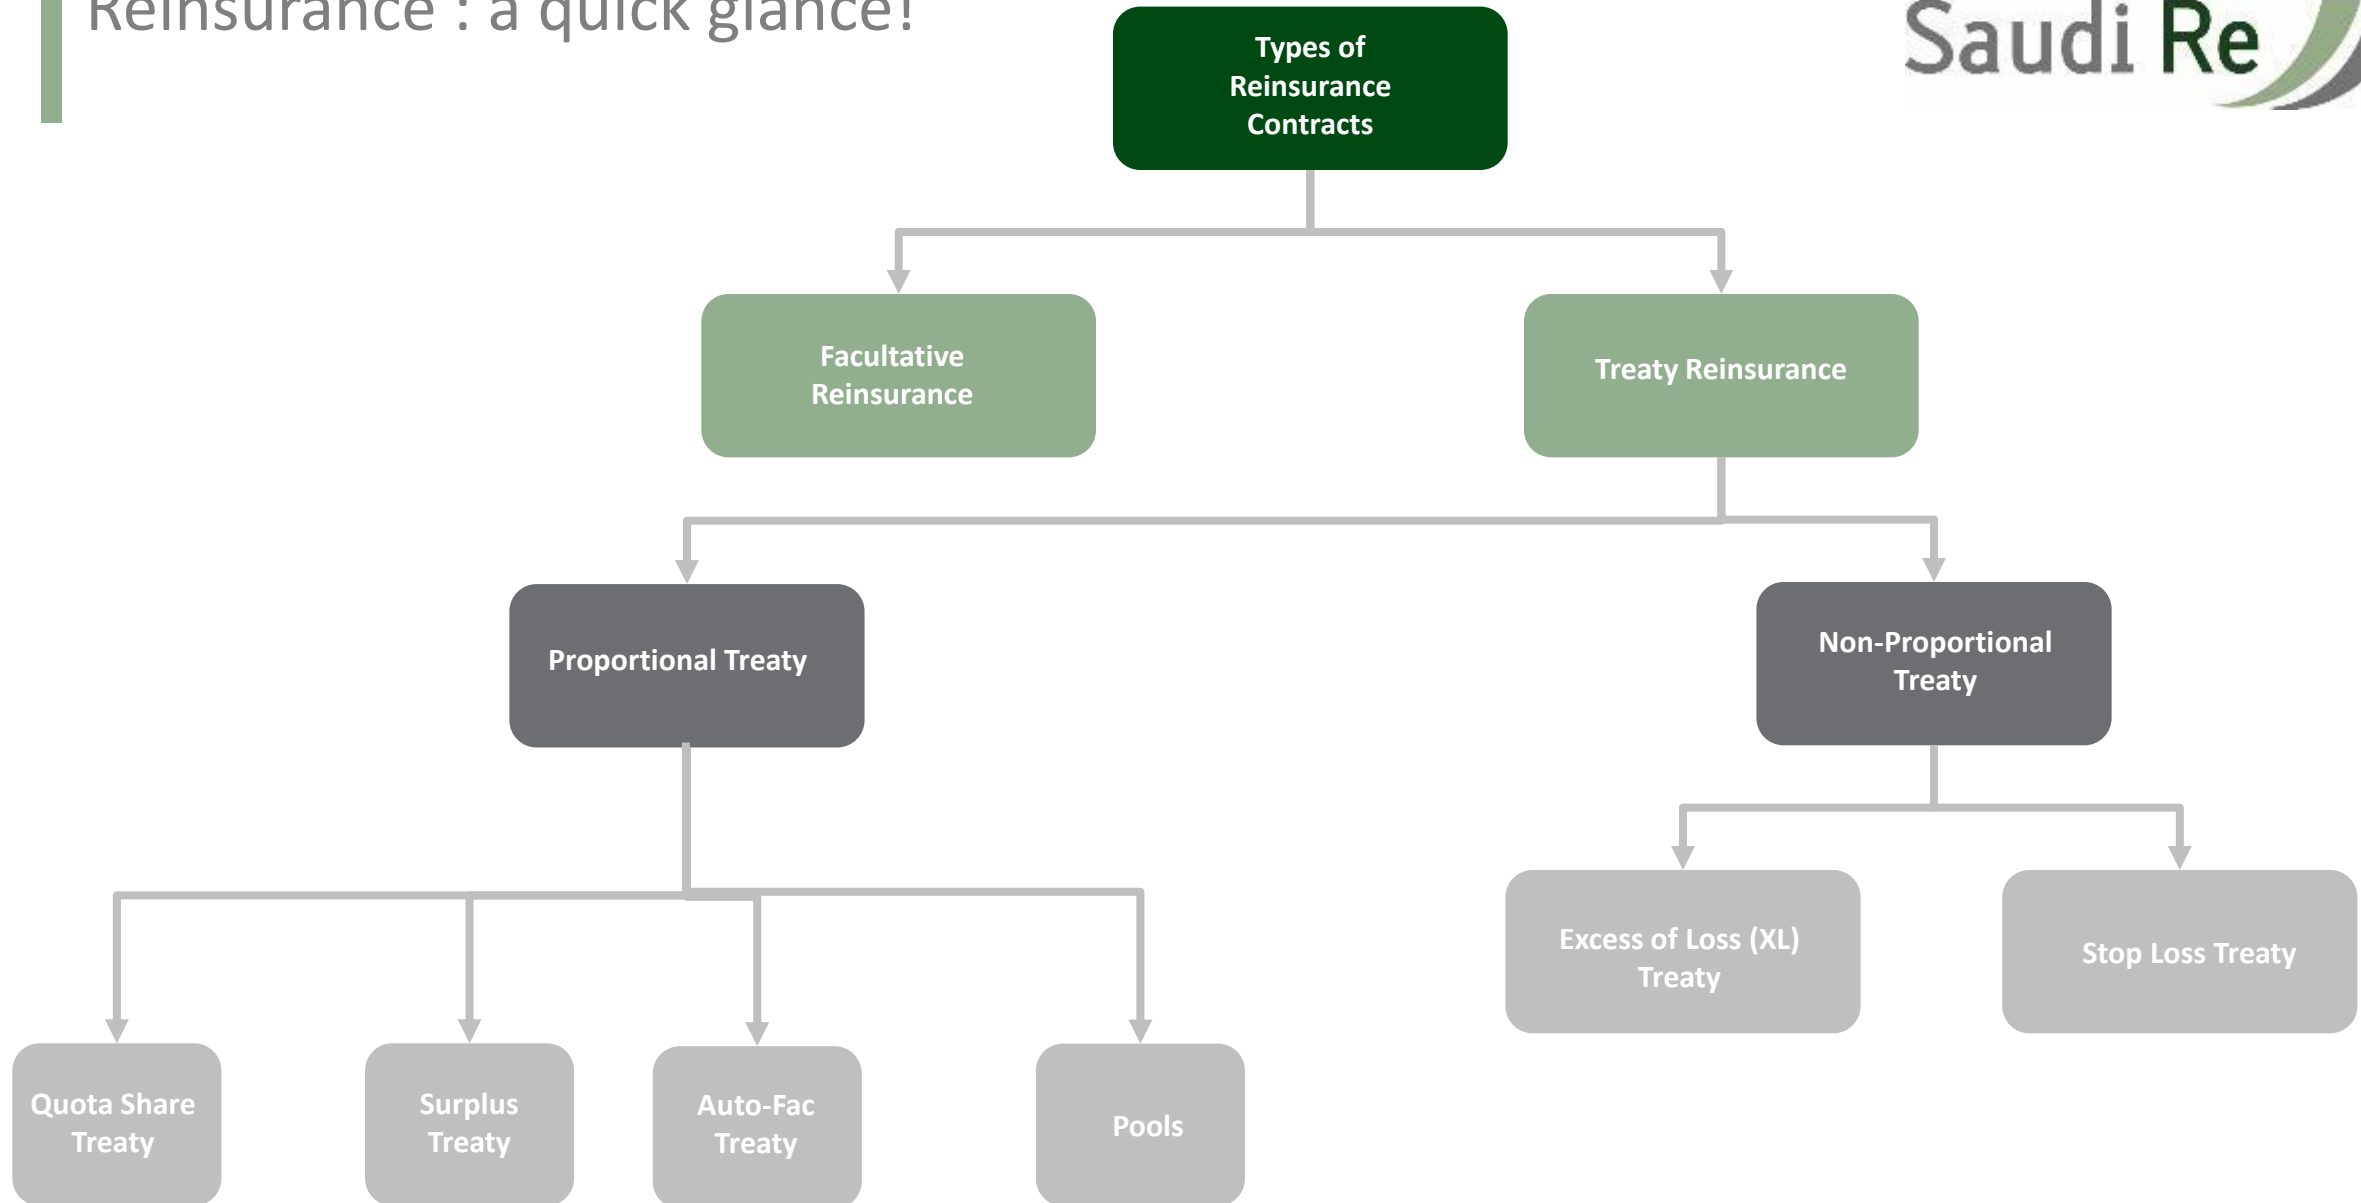 Reinsurance : a quick glance!
Saudi Re
Types of
Reinsurance
Contracts
Facultative
Reinsurance
Treaty Reinsurance
Proportional Treaty
Non-Proportional
Treaty
Excess of Loss (XL)
Treaty
Stop Loss Treaty
Quota Share
Treaty
Surplus
Treaty
Auto-Fac
Treaty
Pools